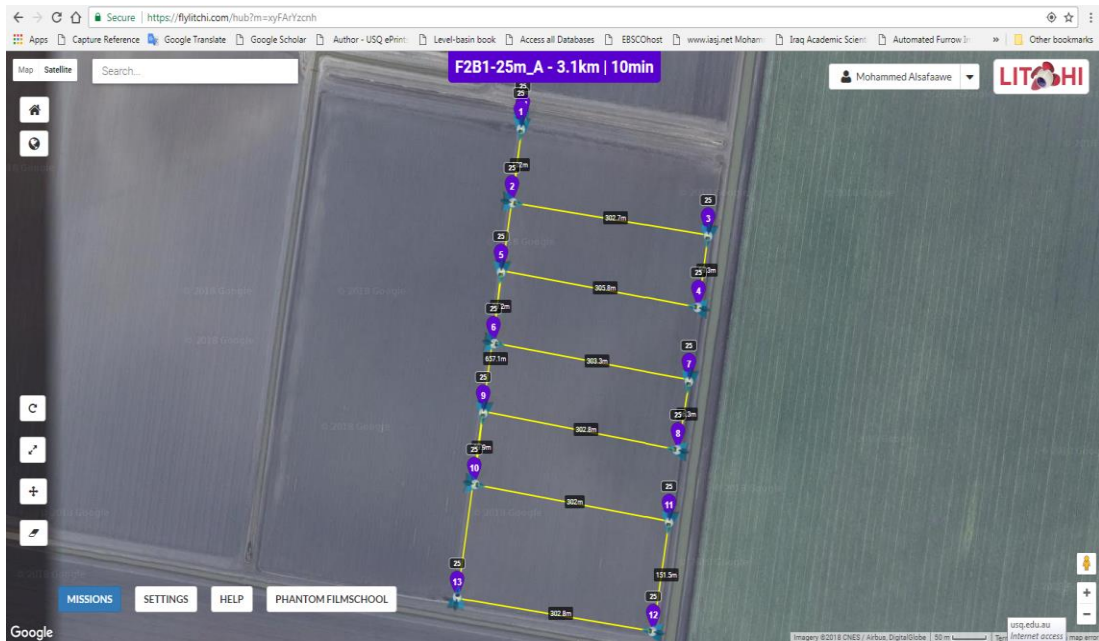 Secure | https://flylitchi.com/hub?m=xyFArYzcnh
Apps Capture Reference Google Translate Google Scholar Author - USQ ePrints Level-basin book Access all Databases EBSCOhost www.iasj.net Moham Iraq Academic Scient Automated Furrow Ir » Other bookmarks
Map Satellite Search... F2B1-25m_A - 3.1km | 10min Mohammed Alsafaawe LITCHI
25
25
1
25
2
25
302.7m
3
25
5
25
305.8m
4
25
6
25
657.1m
303.3m
7
25
9
25
302.8m
8
25
10
25
302m
11
25
13
151.5m
25
302.8m
12
MISSIONS SETTINGS HELP PHANTOM FILMSCHOOL
usq.edu.au
Internet access
Google Imagery ©2018 CNES / Airbus, DigitalGlobe 50 m map error